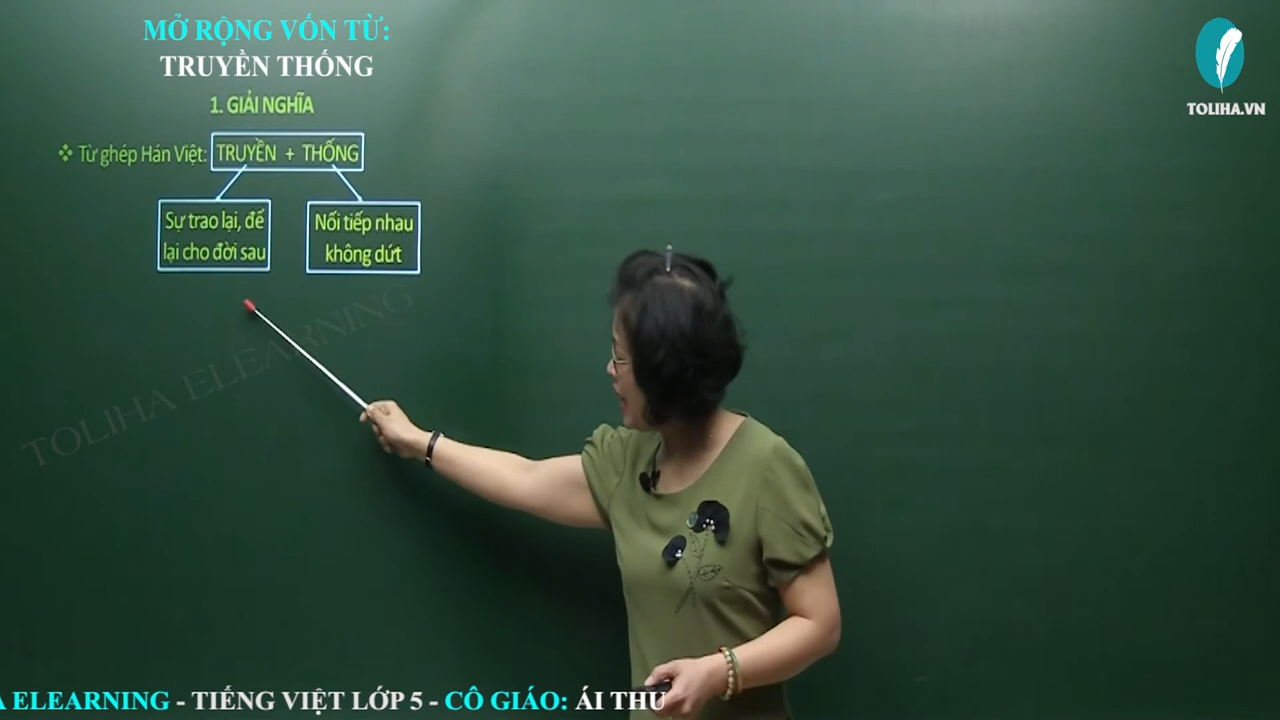 MỞ RỘNG VỐN TỪ:
TRUYỀN THỐNG
1. GIẢI NGHĨA
❖ Từ ghép Hán Việt: TRUYỀN + THỐNG
Sự trao lại, để
lại cho đời sau
Nối tiếp nhau
không dứt
TOLIHA.VN
TOLIHA ELEARNING
A ELEARNING - TIẾNG VIỆT LỚP 5 - CÔ GIÁO: ÁI THU